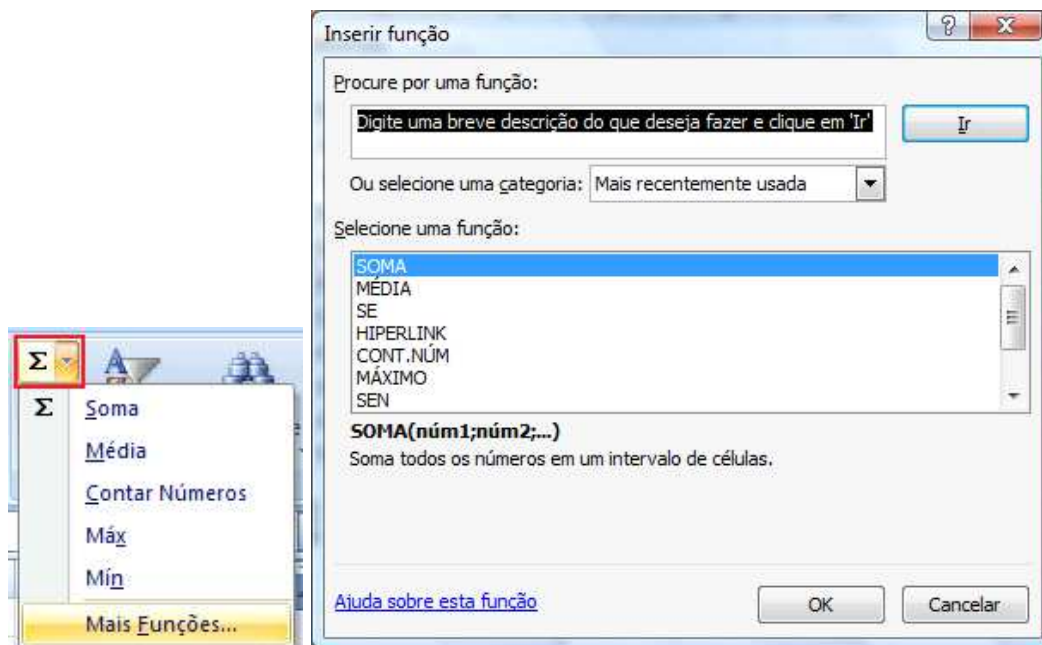 Σ
Σ Soma
Média
Contar Números
Máx
Mín
Mais Funções...
Inserir função
Procure por uma função:
Digite uma breve descrição do que deseja fazer e clique em 'Ir'
Ir
Ou selecione uma categoria: Mais recentemente usada
Selecione uma função:
SOMA
MÉDIA
SE
HIPERLINK
CONT.NÚM
MÁXIMO
SEN
SOMA(núm1;núm2;...)
Soma todos os números em um intervalo de células.
Ajuda sobre esta função
OK Cancelar